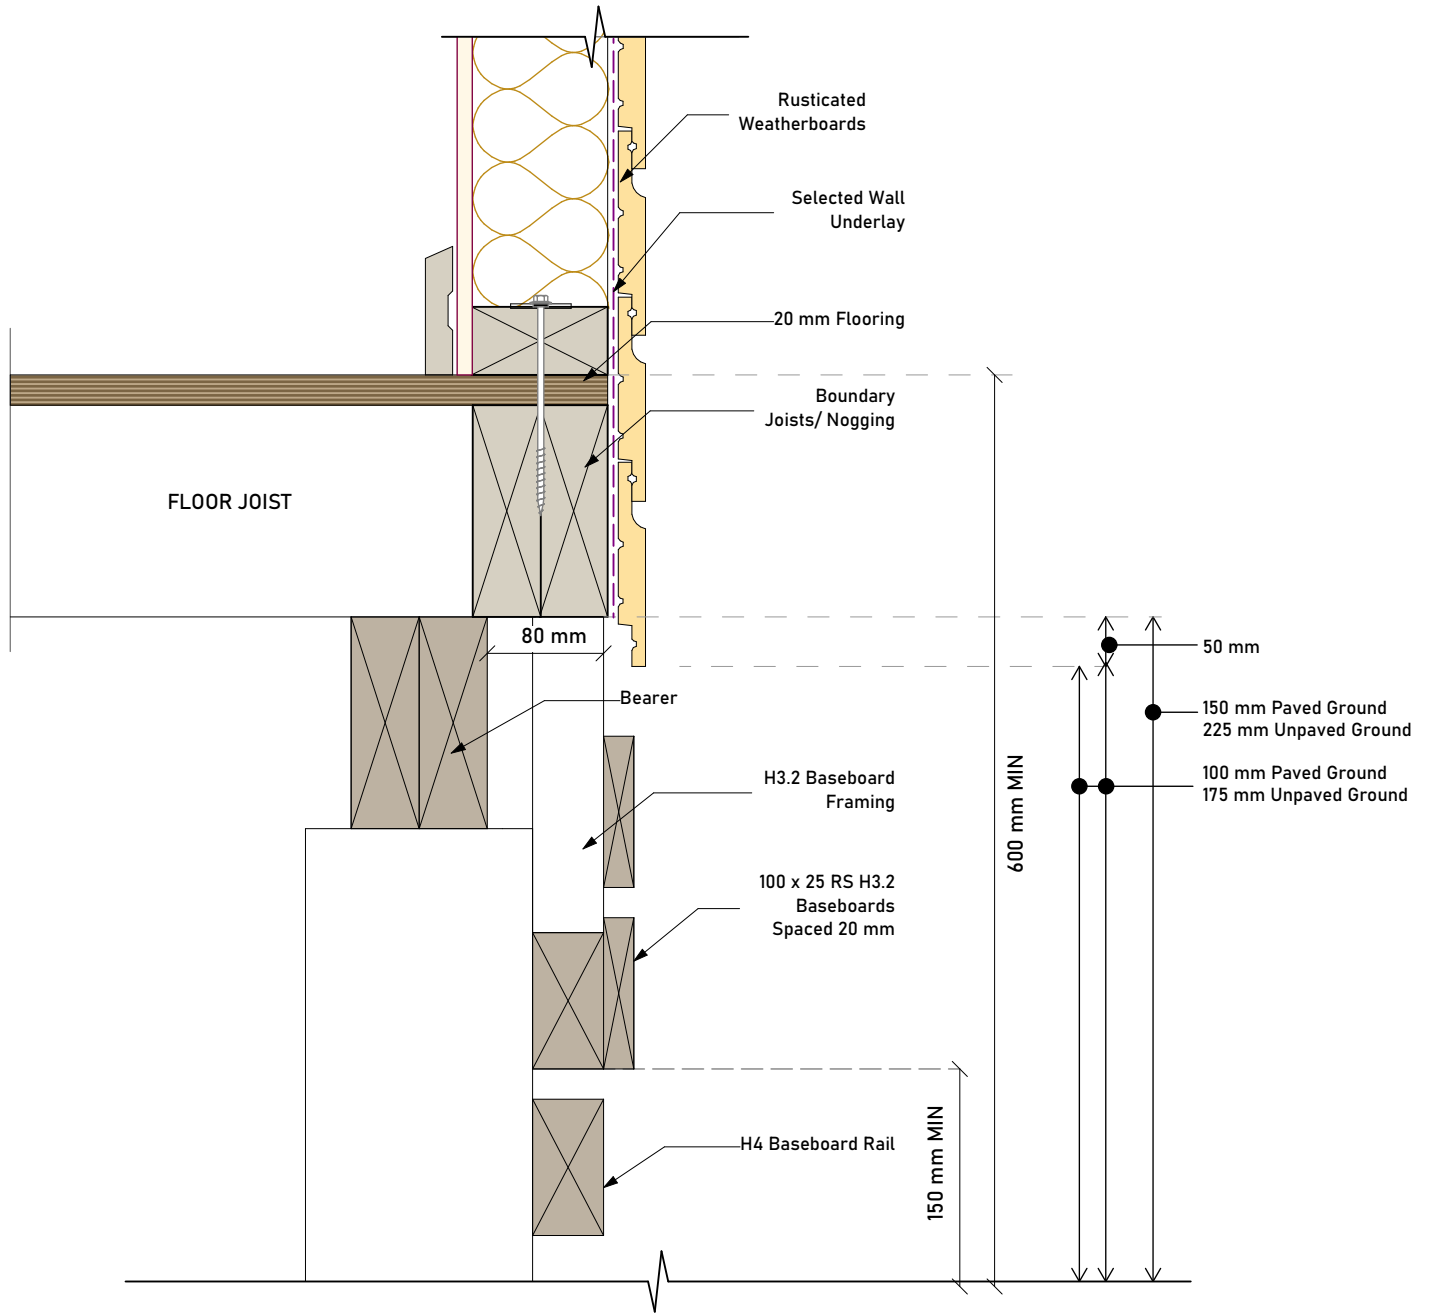 Rusticated
Weatherboards
Selected Wall
Underlay
20 mm Flooring
Boundary
Joists/ Nogging
FLOOR JOIST
80 mm
50 mm
Bearer
150 mm Paved Ground
225 mm Unpaved Ground
100 mm Paved Ground
175 mm Unpaved Ground
H3.2 Baseboard
Framing
600 mm MIN
100 x 25 RS H3.2
Baseboards
Spaced 20 mm
150 mm MIN
H4 Baseboard Rail